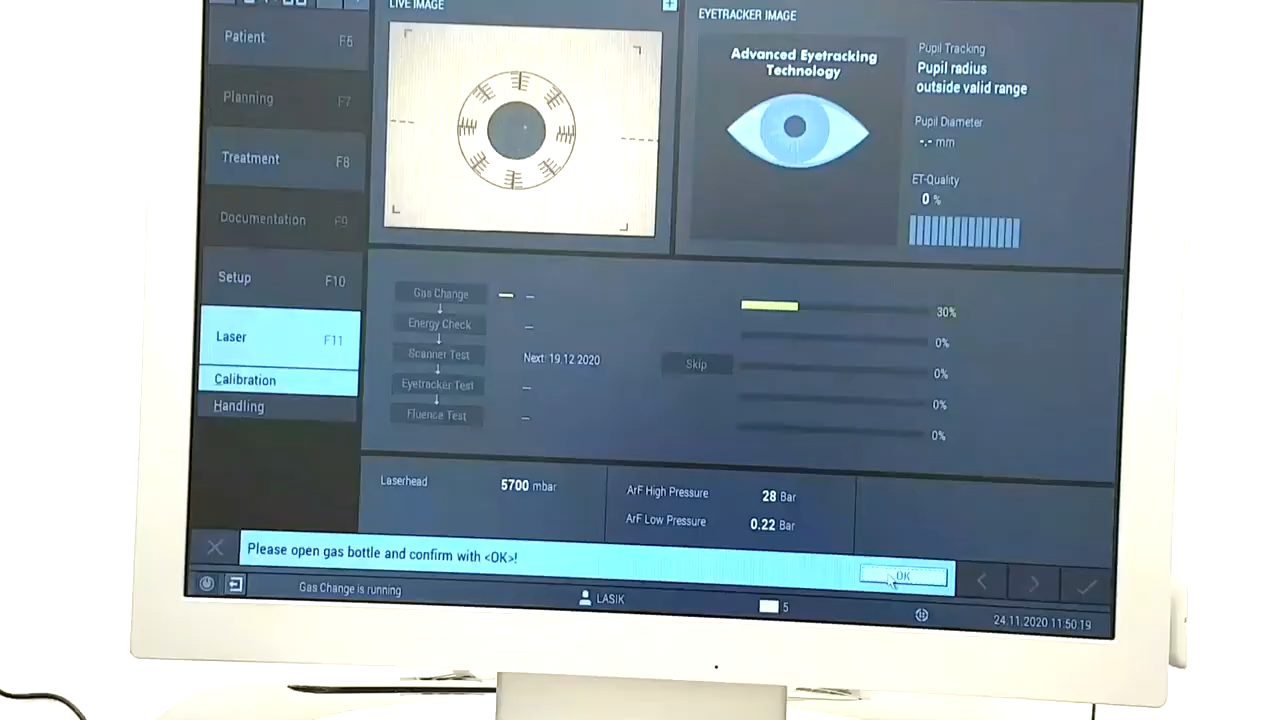 LIVE IMAGE
EYETRACKER IMAGE
Patient F6
Planning F7
Treatment F8
Documentation F9
Setup F10
Laser F11
Calibration
Handling
Advanced Eyetracking
Technology
Pupil Tracking
Pupil radius
outside valid range
Pupil Diameter
-.- mm
ET-Quality
0 %
Gas Change – 30%
Energy Check – 0%
Scanner Test Next: 19.12.2020 Skip 0%
Eyetracker Test – 0%
Fluence Test – 0%
Laserhead 5700 mbar
ArF High Pressure 28 Bar
ArF Low Pressure 0.22 Bar
Please open gas bottle and confirm with <OK>!
OK
Gas Change is running
LASIK
5
24.11.2020 11:50:19